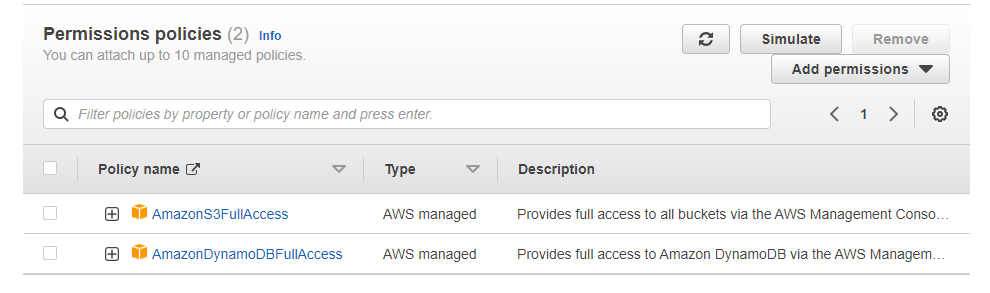 Permissions policies (2) Info
You can attach up to 10 managed policies.
Simulate
Remove
Add permissions
Filter policies by property or policy name and press enter.
1
Policy name Type Description
AmazonS3FullAccess AWS managed Provides full access to all buckets via the AWS Management Conso...
AmazonDynamoDBFullAccess AWS managed Provides full access to Amazon DynamoDB via the AWS Managem...